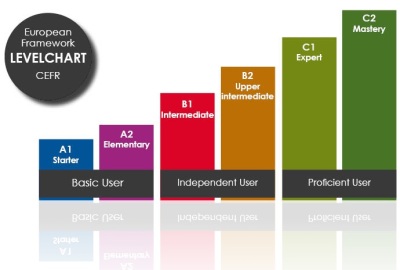 European
Framework
LEVELCHART
CEFR
A1
Starter
A2
Elementary
B1
Intermediate
B2
Upper
intermediate
C1
Expert
C2
Mastery
Basic User
Independent User
Proficient User